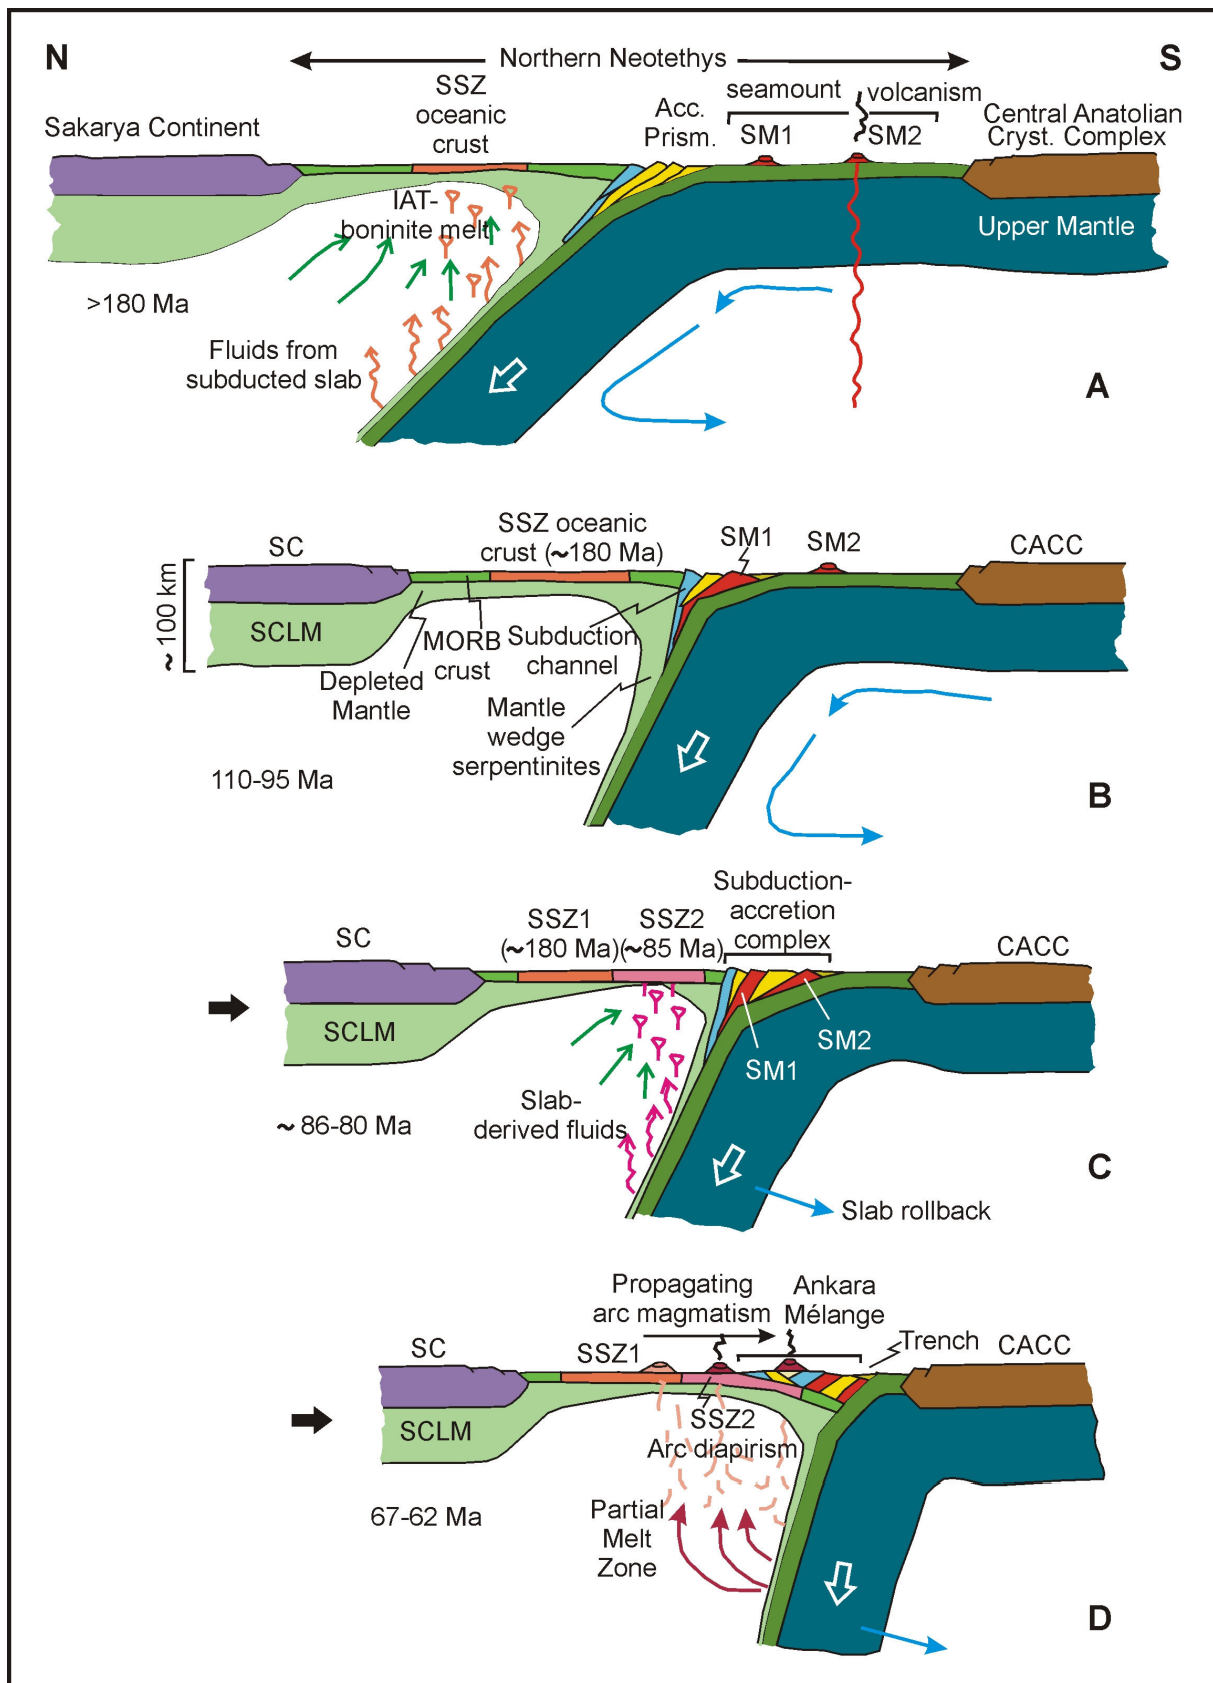 N
Northern Neotethys
S
SSZ
oceanic
crust
Sakarya Continent
Acc.
Prism.
seamount volcanism
SM1
SM2
Central Anatolian
Cryst. Complex
IAT-
boninite melt
Upper Mantle
>180 Ma
Fluids from
subducted slab
A
SC
SSZ oceanic
crust (~180 Ma)
SM1
SM2
CACC
~ 100 km
SCLM
MORB
crust
Subduction
channel
Depleted
Mantle
Mantle
wedge
serpentinites
110-95 Ma
B
Subduction-
accretion
complex
SC
SSZ1
(~180 Ma)
SSZ2
(~85 Ma)
CACC
SCLM
SM2
SM1
~ 86-80 Ma
Slab-
derived fluids
C
Slab rollback
Propagating
arc magmatism
Ankara
Mélange
SC
SSZ1
Trench
CACC
SCLM
SSZ2
Arc diapirism
67-62 Ma
Partial
Melt
Zone
D